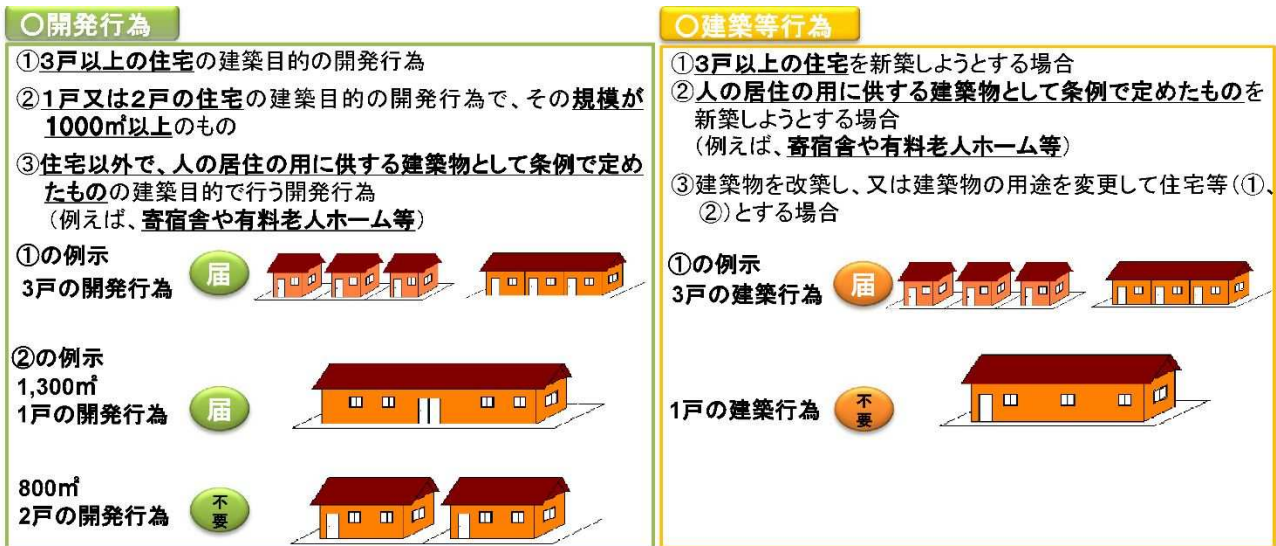 〇開発行為
①3戸以上の住宅の建築目的の開発行為
②1戸又は2戸の住宅の建築目的の開発行為で、その規模が
1000㎡以上のもの
③住宅以外で、人の居住の用に供する建築物として条例で定め
たものの建築目的で行う開発行為
(例えば、寄宿舎や有料老人ホーム等)
①の例示
3戸の開発行為
届
②の例示
1,300㎡
1戸の開発行為
届
800㎡
2戸の開発行為
不
要
〇建築等行為
①3戸以上の住宅を新築しようとする場合
②人の居住の用に供する建築物として条例で定めたものを
新築しようとする場合
(例えば、寄宿舎や有料老人ホーム等)
③建築物を改築し、又は建築物の用途を変更して住宅等(①、
②)とする場合
①の例示
3戸の建築行為
届
1戸の建築行為
不
要